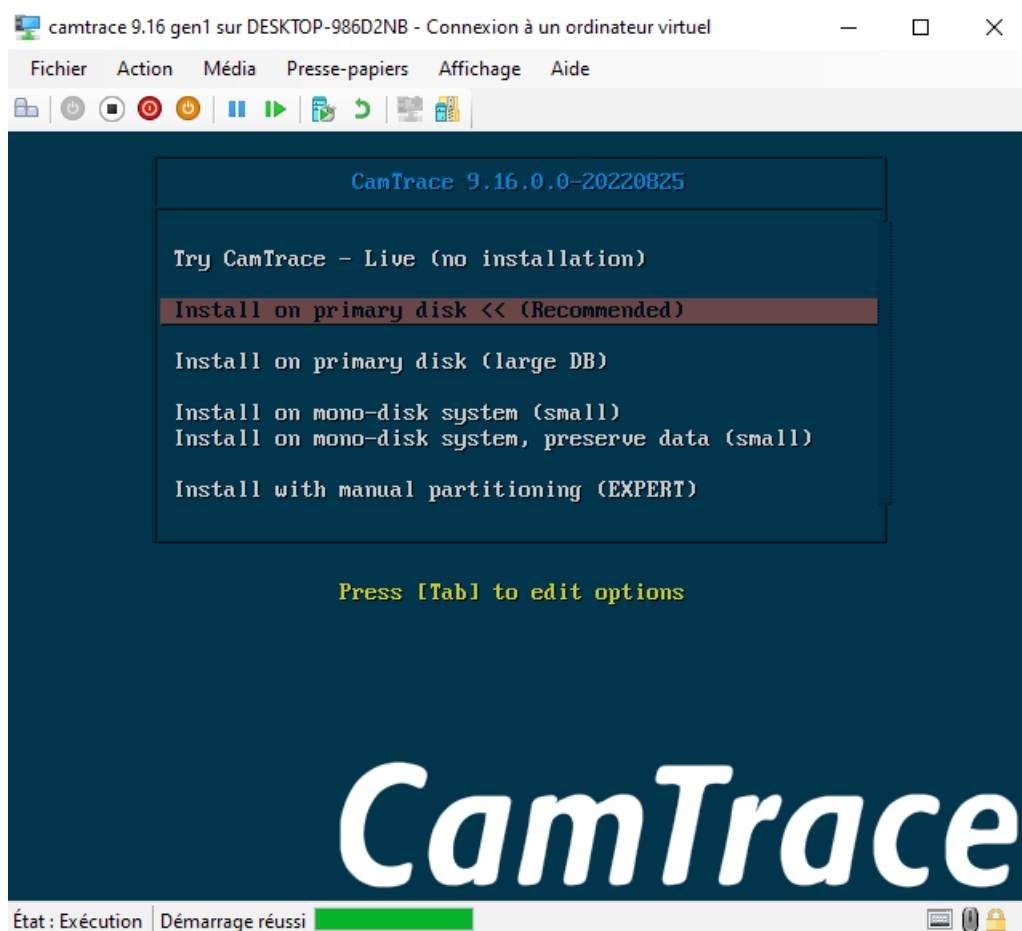 camtrace 9.16 gen1 sur DESKTOP-986D2NB - Connexion à un ordinateur virtuel
Fichier Action Média Presse-papiers Affichage Aide
CamTrace 9.16.0.0-20220825
Try CamTrace - Live (no installation)
Install on primary disk << (Recommended)
Install on primary disk (large DB)
Install on mono-disk system (small)
Install on mono-disk system, preserve data (small)
Install with manual partitioning (EXPERT)
Press [Tab] to edit options
CamTrace
État : Exécution Démarrage réussi